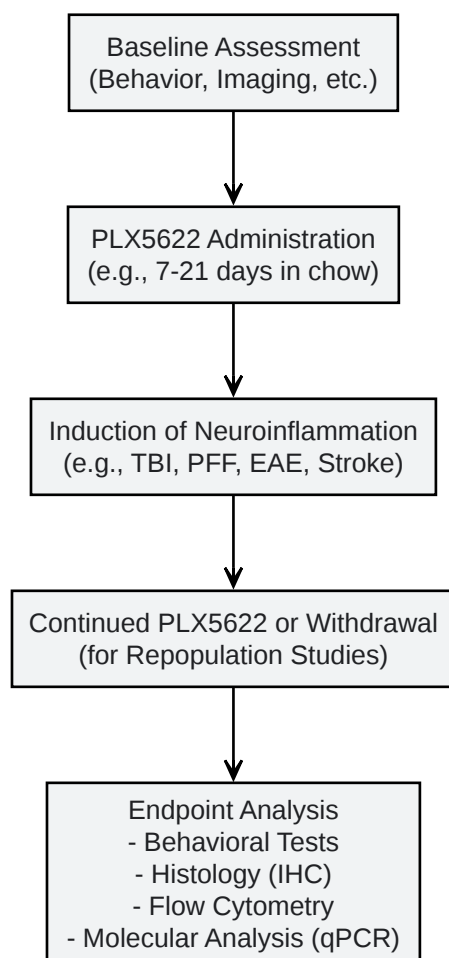 Baseline Assessment
(Behavior, Imaging, etc.)
PLX5622 Administration
(e.g., 7-21 days in chow)
Induction of Neuroinflammation
(e.g., TBI, PFF, EAE, Stroke)
Continued PLX5622 or Withdrawal
(for Repopulation Studies)
Endpoint Analysis
- Behavioral Tests
- Histology (IHC)
- Flow Cytometry
- Molecular Analysis (qPCR)